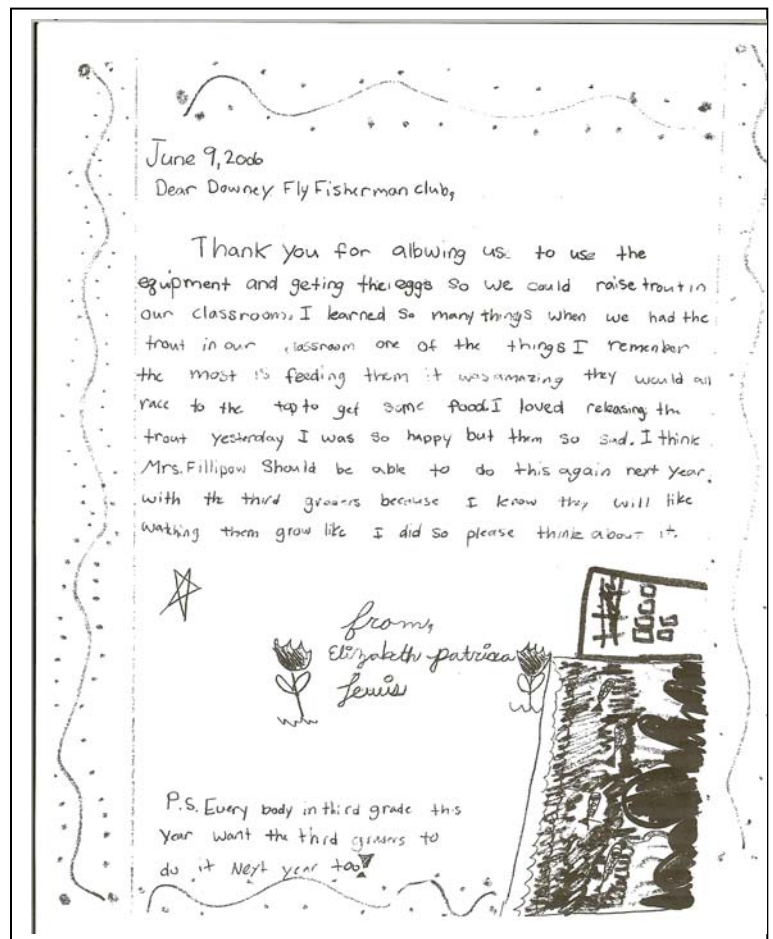 June 9, 2006
Dear Downey Fly Fisherman club,
Thank you for allowing us to use the
equipment and geting the eggs so we could raise trout in
our classroom. I learned so many things when we had the
trout in our classroom one of the things I remember
the most is feeding them it was amazing they would all
race to the top to get some food. I loved releasing the
trout yesterday I was so happy but them so sad. I think
Mrs. Fillipow Should be able to do this again next year.
with the third graders because I know they will like
wathing them grow like I did so please think about it.
from,
Elizabeth patricia
Lewis
P.S. Every body in third grade this
year want the third graders to
do it Next year too